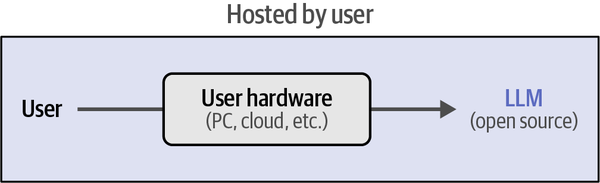 Hosted by user
User
User hardware
(PC, cloud, etc.)
LLM
(open source)